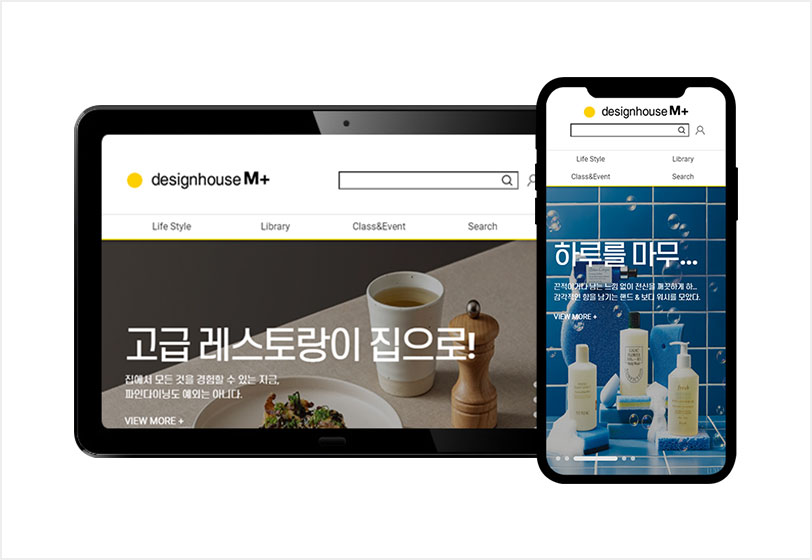 designhouse M+
Life Style
Library
Class&Event
Search
고급 레스토랑이 집으로!
집에서 모든 것을 경험할 수 있는 지금,
파인다이닝도 예외는 아니다.
VIEW MORE +
designhouse M+
Life Style
Library
Class&Event
Search
하루를 마무...
끈적이거나 남는 느낌 없이 전신을 깨끗하게 하...
감각적인 향을 남기는 핸드 & 보디 워시를 모았다.
VIEW MORE +
fresh